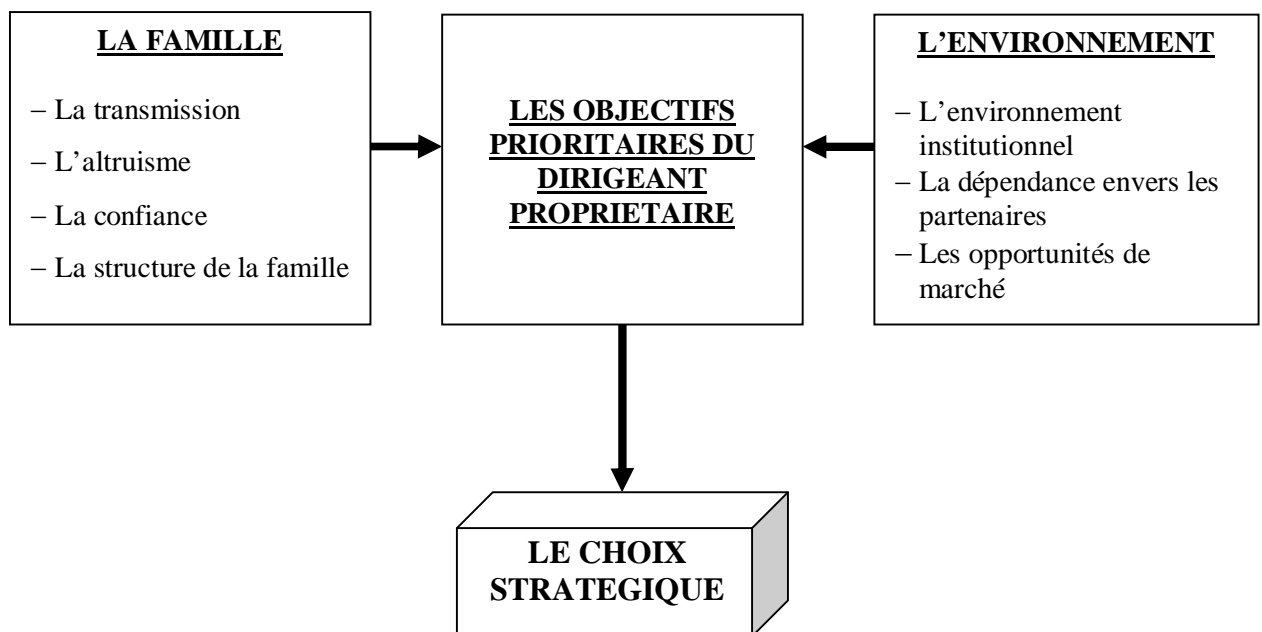 LA FAMILLE
– La transmission
– L’altruisme
– La confiance
– La structure de la famille
LES OBJECTIFS
PRIORITAIRES DU
DIRIGEANT
PROPRIETAIRE
L’ENVIRONNEMENT
– L’environnement
institutionnel
– La dépendance envers les
partenaires
– Les opportunités de
marché
LE CHOIX
STRATEGIQUE